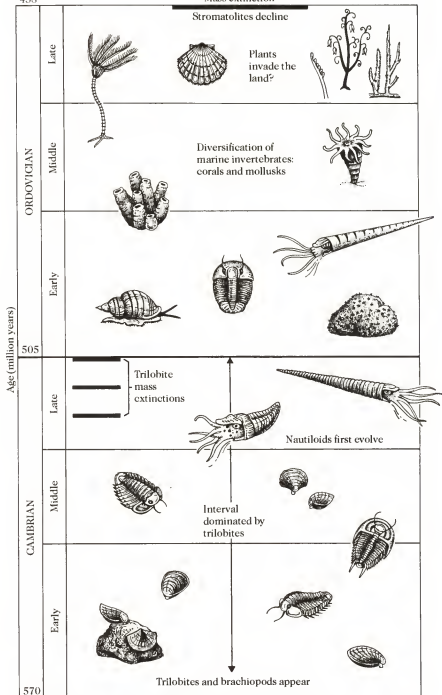 Mass extinction
Stromatolites decline
Late
Plants
invade the
land?
ORDOVICIAN
Middle
Diversification of
marine invertebrates:
corals and mollusks
Early
505
Age (million years)
CAMBRIAN
Late
Trilobite
mass
extinctions
Nautiloids first evolve
Middle
Interval
dominated by
trilobites
Early
Trilobites and brachiopods appear
570